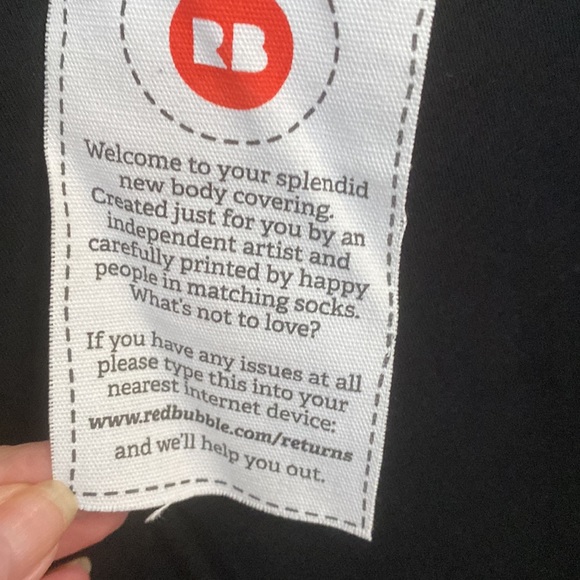 RB
Welcome to your splendid
new body covering.
Created just for you by an
independent artist and
carefully printed by happy
people in matching socks.
What's not to love?
If you have any issues at all
please type this into your
nearest internet device:
www.redbubble.com/returns
and we'll help you out.